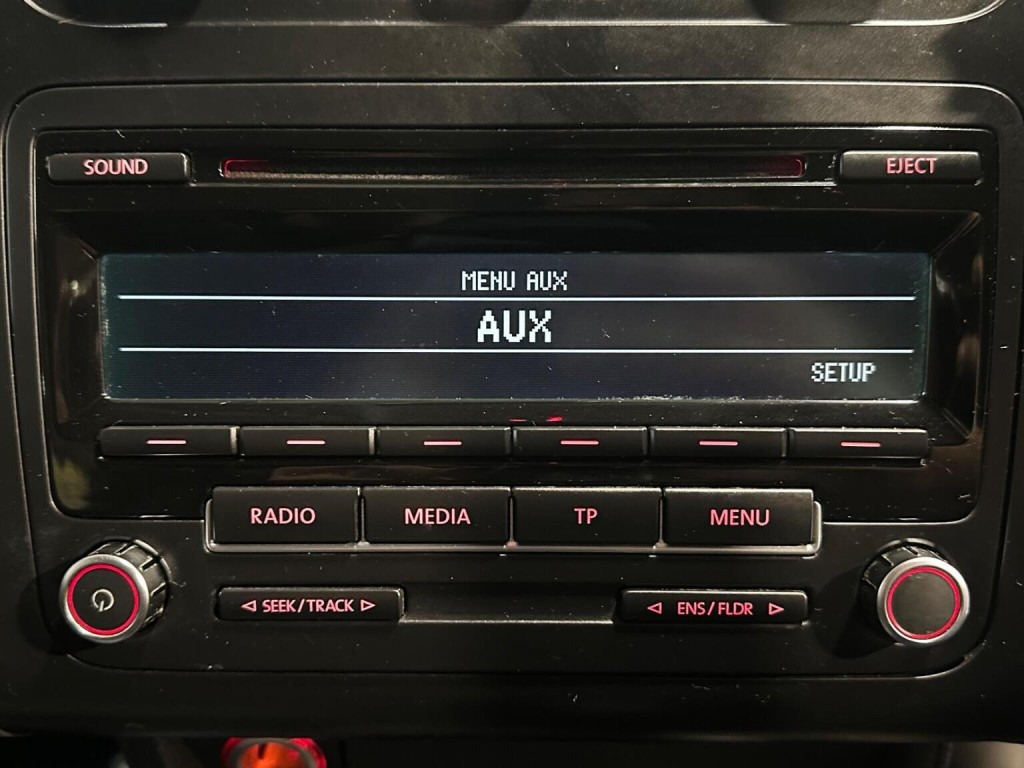 SOUND
EJECT
MENU AUX
AUX
SETUP
RADIO MEDIA TP MENU
SEEK/TRACK
ENS/FLDR